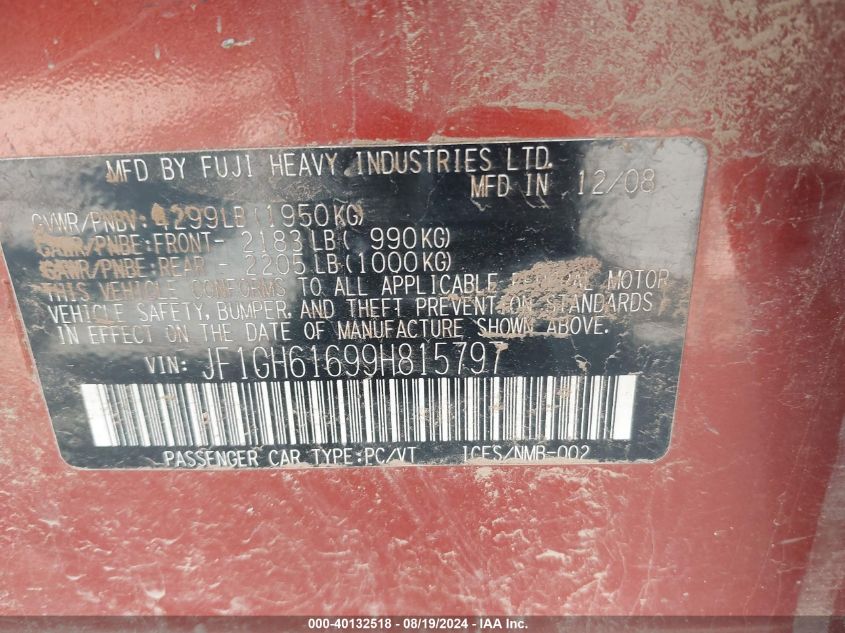 MFD BY FUJI HEAVY INDUSTRIES LTD.
MFD IN 12/08
GVWR/PNBV: 4299LB (1950KG)
GAWR/PNBE: FRONT- 2183LB( 990KG)
GAWR/PNBE: REAR - 2205LB(1000KG)
THIS VEHICLE CONFORMS TO ALL APPLICABLE FEDERAL MOTOR
VEHICLE SAFETY, BUMPER, AND THEFT PREVENTION STANDARDS
IN EFFECT ON THE DATE OF MANUFACTURE SHOWN ABOVE.
VIN: JF1GH61699H815797
PASSENGER CAR TYPE:PC/VT ICES/NMB-002
000-40132518 - 08/19/2024 - IAA Inc.